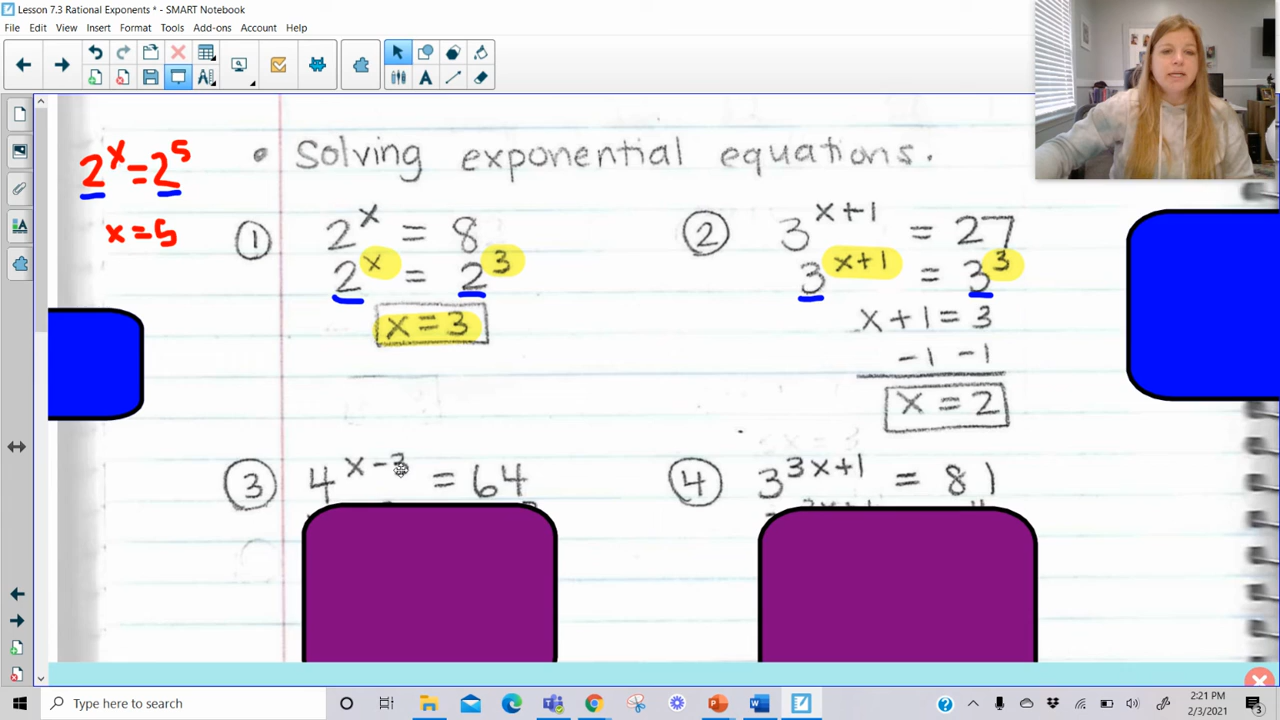 Lesson 7.3 Rational Exponents * - SMART Notebook
File Edit View Insert Format Tools Add-ons Account Help
2^x = 2^5
x = 5
• Solving exponential equations.
① 2^x = 8
2^x = 2^3
x = 3
② 3^(x+1) = 27
3^(x+1) = 3^3
x + 1 = 3
-1 -1
x = 2
③ 4^(x-3) = 64
④ 3^(3x+1) = 81
Type here to search
2:21 PM
2/3/2021
3